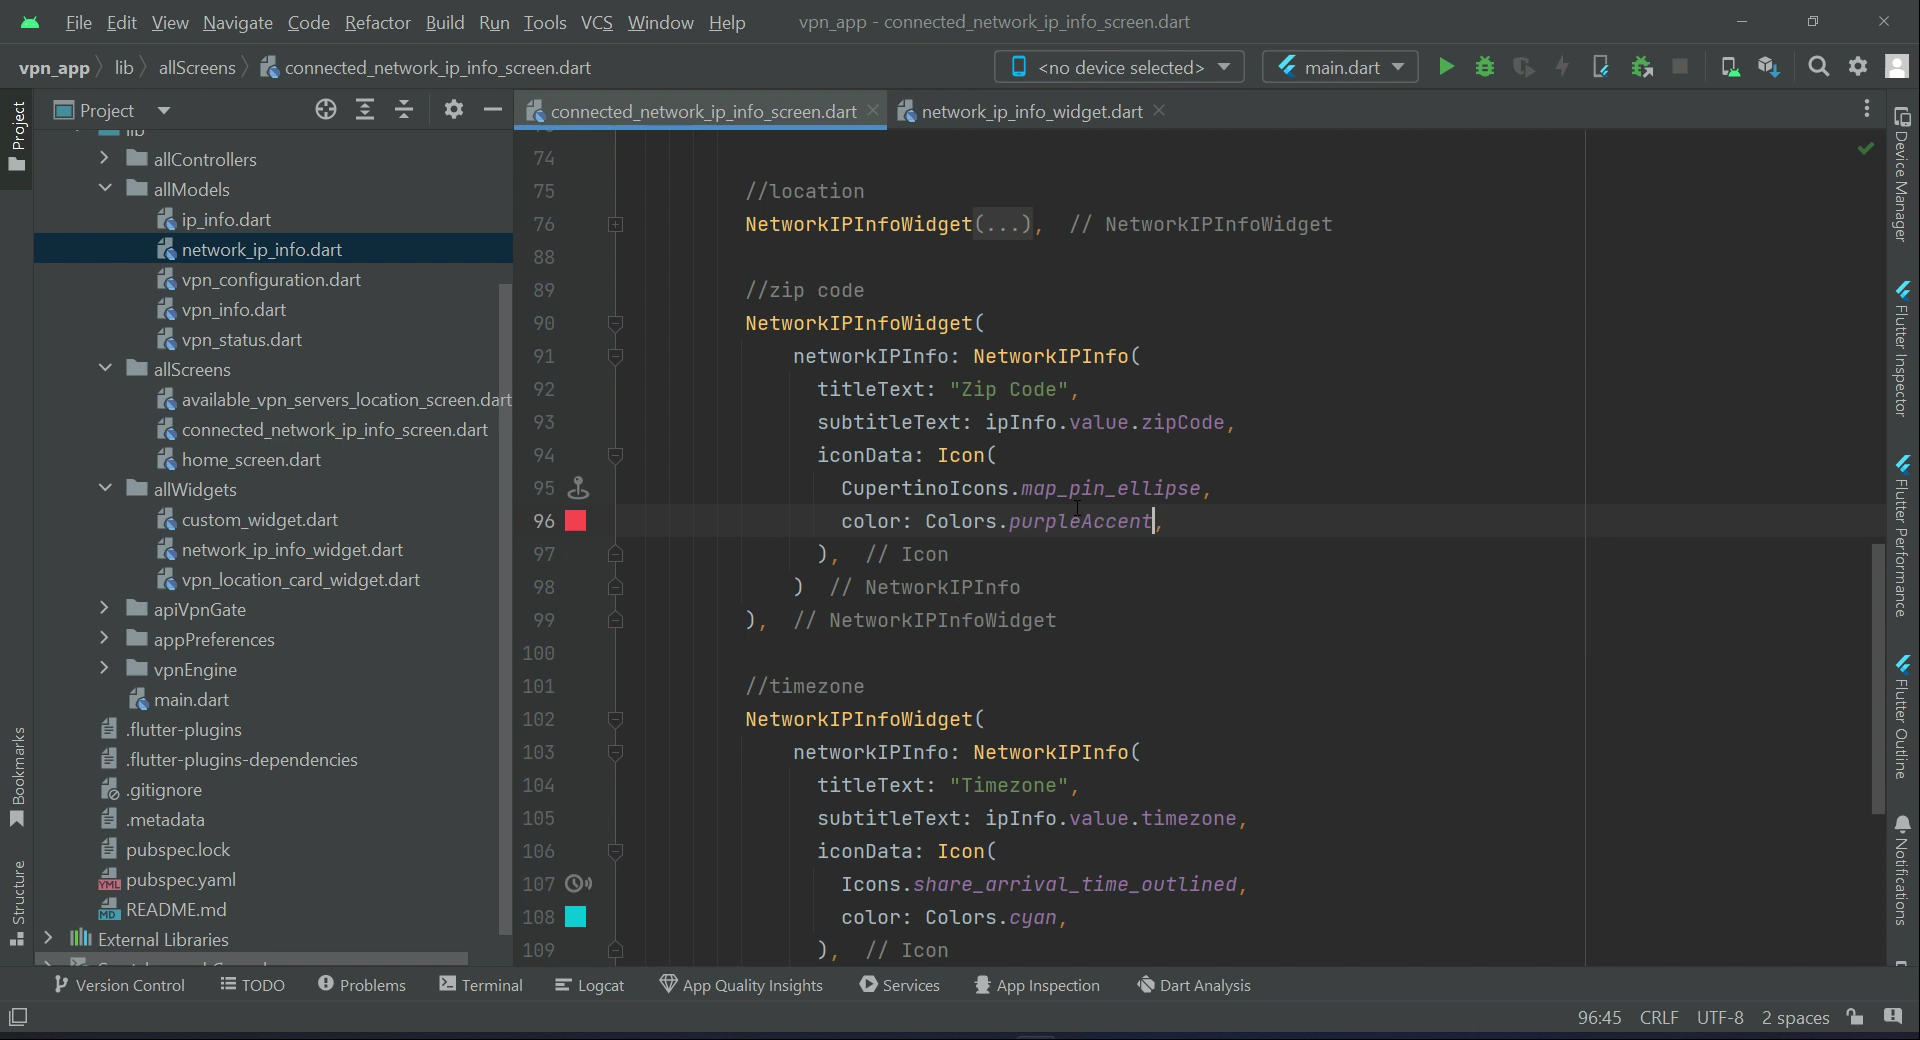 File Edit View Navigate Code Refactor Build Run Tools VCS Window Help vpn_app - connected_network_ip_info_screen.dart
vpn_app lib allScreens connected_network_ip_info_screen.dart <no device selected> main.dart
Project
connected_network_ip_info_screen.dart
network_ip_info_widget.dart
Project
Bookmarks
Structure
lib
allControllers
allModels
ip_info.dart
network_ip_info.dart
vpn_configuration.dart
vpn_info.dart
vpn_status.dart
allScreens
available_vpn_servers_location_screen.dart
connected_network_ip_info_screen.dart
home_screen.dart
allWidgets
custom_widget.dart
network_ip_info_widget.dart
vpn_location_card_widget.dart
apiVpnGate
appPreferences
vpnEngine
main.dart
.flutter-plugins
.flutter-plugins-dependencies
.gitignore
.metadata
pubspec.lock
YML pubspec.yaml
MD README.md
External Libraries
74
75 //location
76 NetworkIPInfoWidget(...), // NetworkIPInfoWidget
88
89 //zip code
90 NetworkIPInfoWidget(
91 networkIPInfo: NetworkIPInfo(
92 titleText: "Zip Code",
93 subtitleText: ipInfo.value.zipCode,
94 iconData: Icon(
95 CupertinoIcons.map_pin_ellipse,
96 color: Colors.purpleAccent,
97 ), // Icon
98 ) // NetworkIPInfo
99 ), // NetworkIPInfoWidget
100
101 //timezone
102 NetworkIPInfoWidget(
103 networkIPInfo: NetworkIPInfo(
104 titleText: "Timezone",
105 subtitleText: ipInfo.value.timezone,
106 iconData: Icon(
107 Icons.share_arrival_time_outlined,
108 color: Colors.cyan,
109 ), // Icon
Device Manager
Flutter Inspector
Flutter Performance
Flutter Outline
Notifications
Version Control TODO Problems Terminal Logcat App Quality Insights Services App Inspection Dart Analysis
96:45 CRLF UTF-8 2 spaces